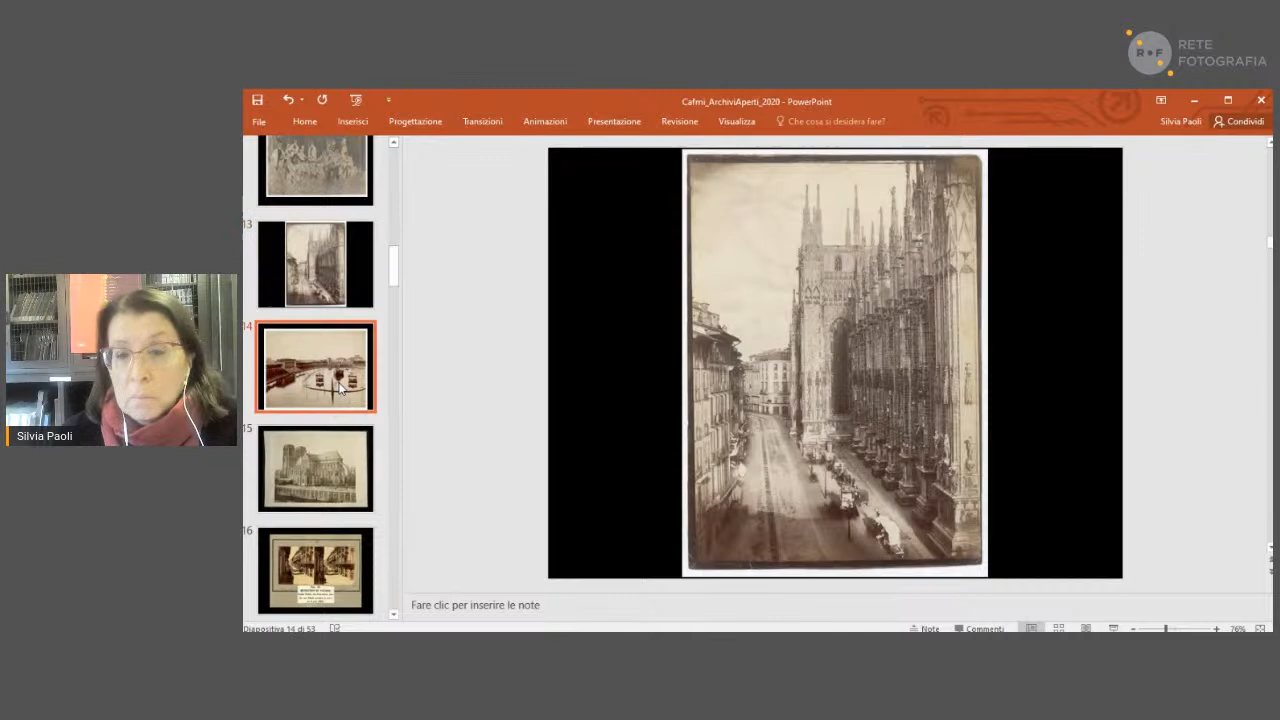 R●F RETE
FOTOGRAFIA
Cafmi_ArchiviAperti_2020 - PowerPoint
File Home Inserisci Progettazione Transizioni Animazioni Presentazione Revisione Visualizza Che cosa si desidera fare? Silvia Paoli Condividi
13
14
15
16
Silvia Paoli
Fare clic per inserire le note
Diapositiva 14 di 53 Note Commenti 76%